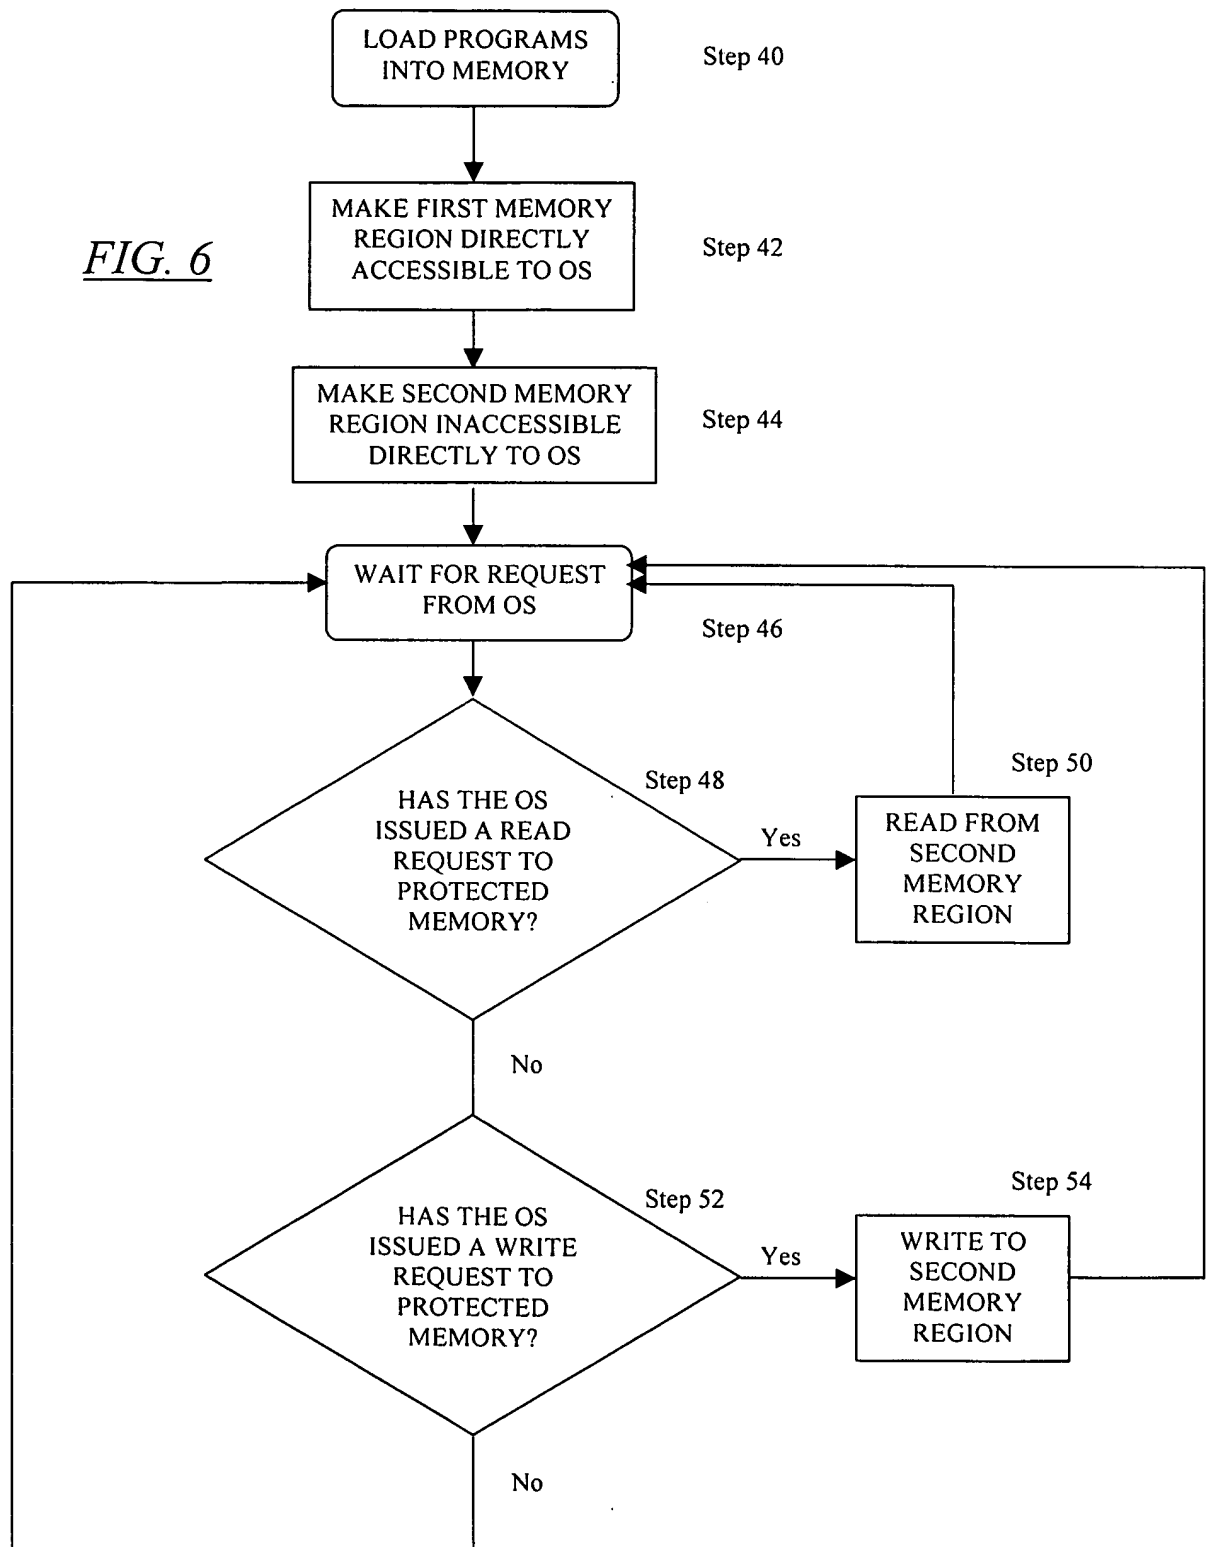 LOAD PROGRAMS
INTO MEMORY
Step 40
MAKE FIRST MEMORY
REGION DIRECTLY
ACCESSIBLE TO OS
Step 42
FIG. 6
MAKE SECOND MEMORY
REGION INACCESSIBLE
DIRECTLY TO OS
Step 44
WAIT FOR REQUEST
FROM OS
Step 46
HAS THE OS
ISSUED A READ
REQUEST TO
PROTECTED
MEMORY?
Step 48
Yes
Step 50
READ FROM
SECOND
MEMORY
REGION
No
HAS THE OS
ISSUED A WRITE
REQUEST TO
PROTECTED
MEMORY?
Step 52
Yes
Step 54
WRITE TO
SECOND
MEMORY
REGION
No